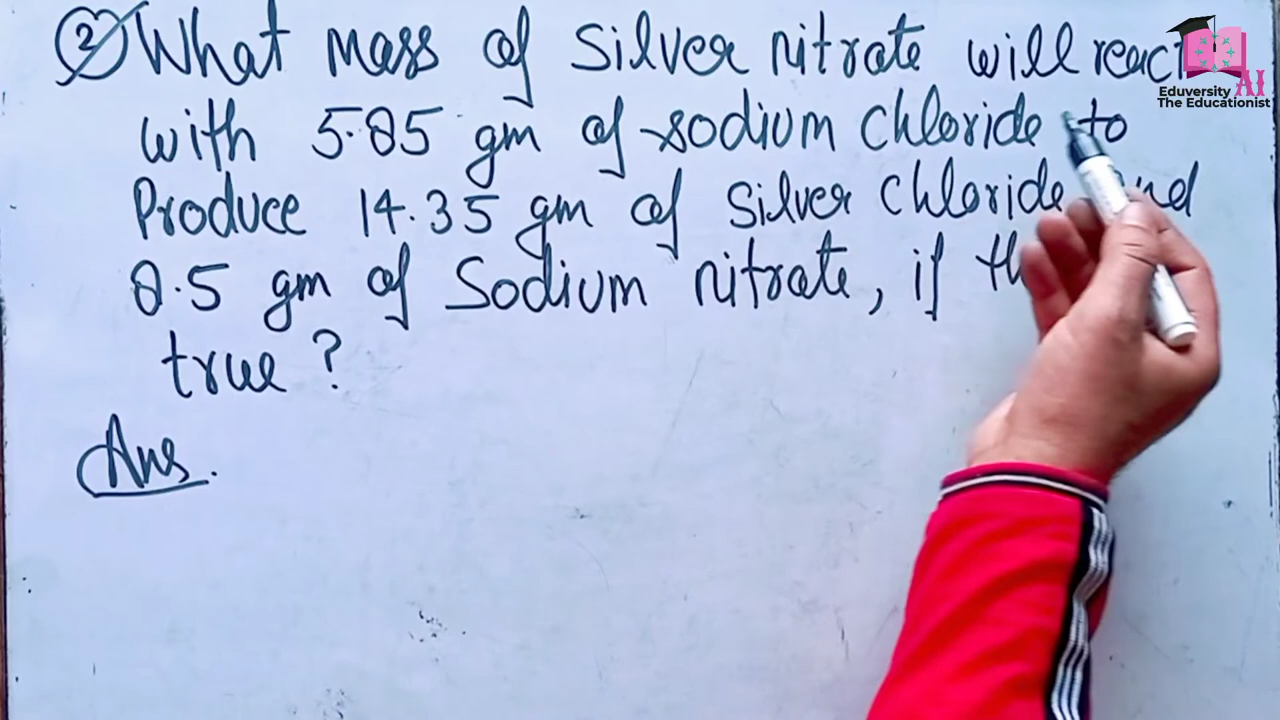 ② What mass of silver nitrate will react
with 5.85 gm of sodium chloride to
Produce 14.35 gm of silver chloride
8.5 gm of Sodium nitrate, if
true ?
Ans.
Eduversity AI
The Educationist